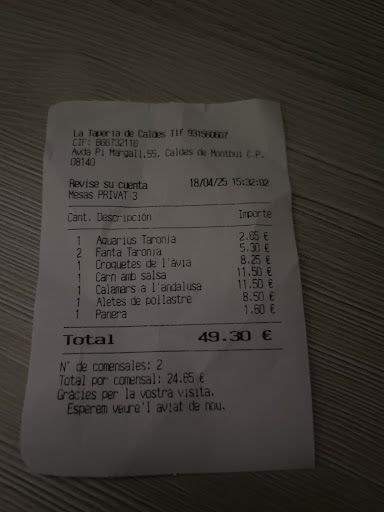 La Taperia de Caldes Tlf 931560667
CIF: B66732116
Avda Pi Margall,55, Caldes de Montbui C.P.
08140
Revise su cuenta 18/04/25 15:32:02
Mesas PRIVAT 3
Cant. Descripción Importe
1 Aquarius Taronja 2.65 €
2 Fanta Taronja 5.30 €
1 Croquetes de l'àvia 8.25 €
1 Carn amb salsa 11.50 €
1 Calamars a l'andalusa 11.50 €
1 Aletes de pollastre 8.50 €
1 Panera 1.60 €
Total 49.30 €
N° de comensales: 2
Total por comensal: 24.65 €
Gràcies per la vostra visita.
Esperem veure'l aviat de nou.